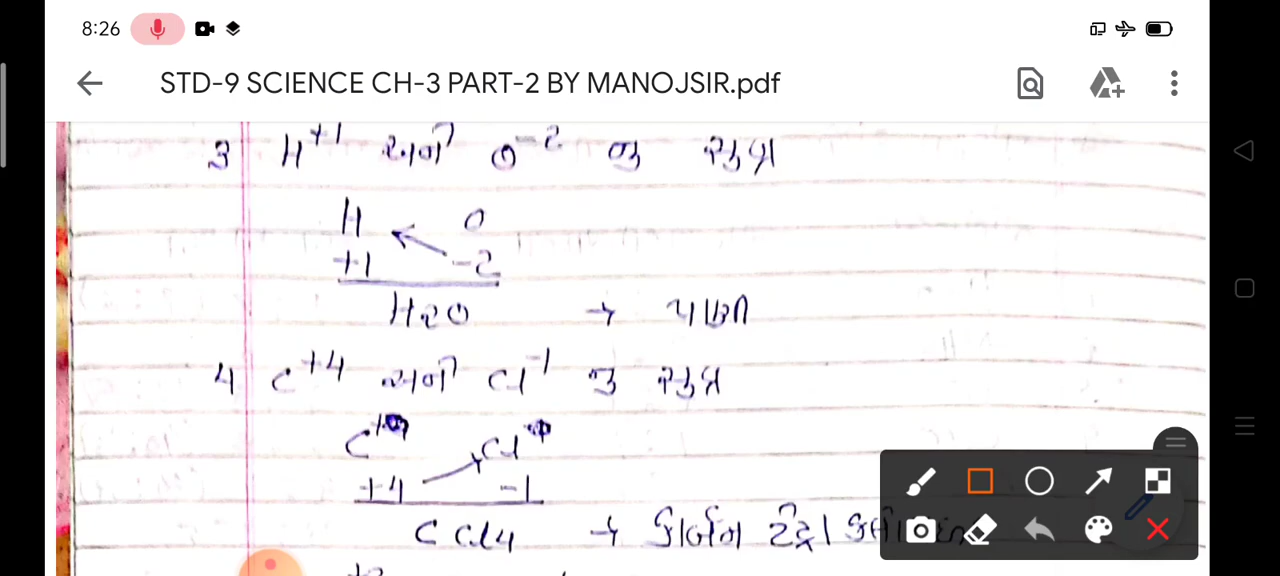 8:26
STD-9 SCIENCE CH-3 PART-2 BY MANOJSIR.pdf
3 H+1 અને O-2 નુ સુત્ર
H O
+1 -2
H2O → પાણી
4 C+4 અને Cl-1 નુ સુત્ર
C Cl
+4 -1
CCl4 → કાર્બન ટેટ્રા